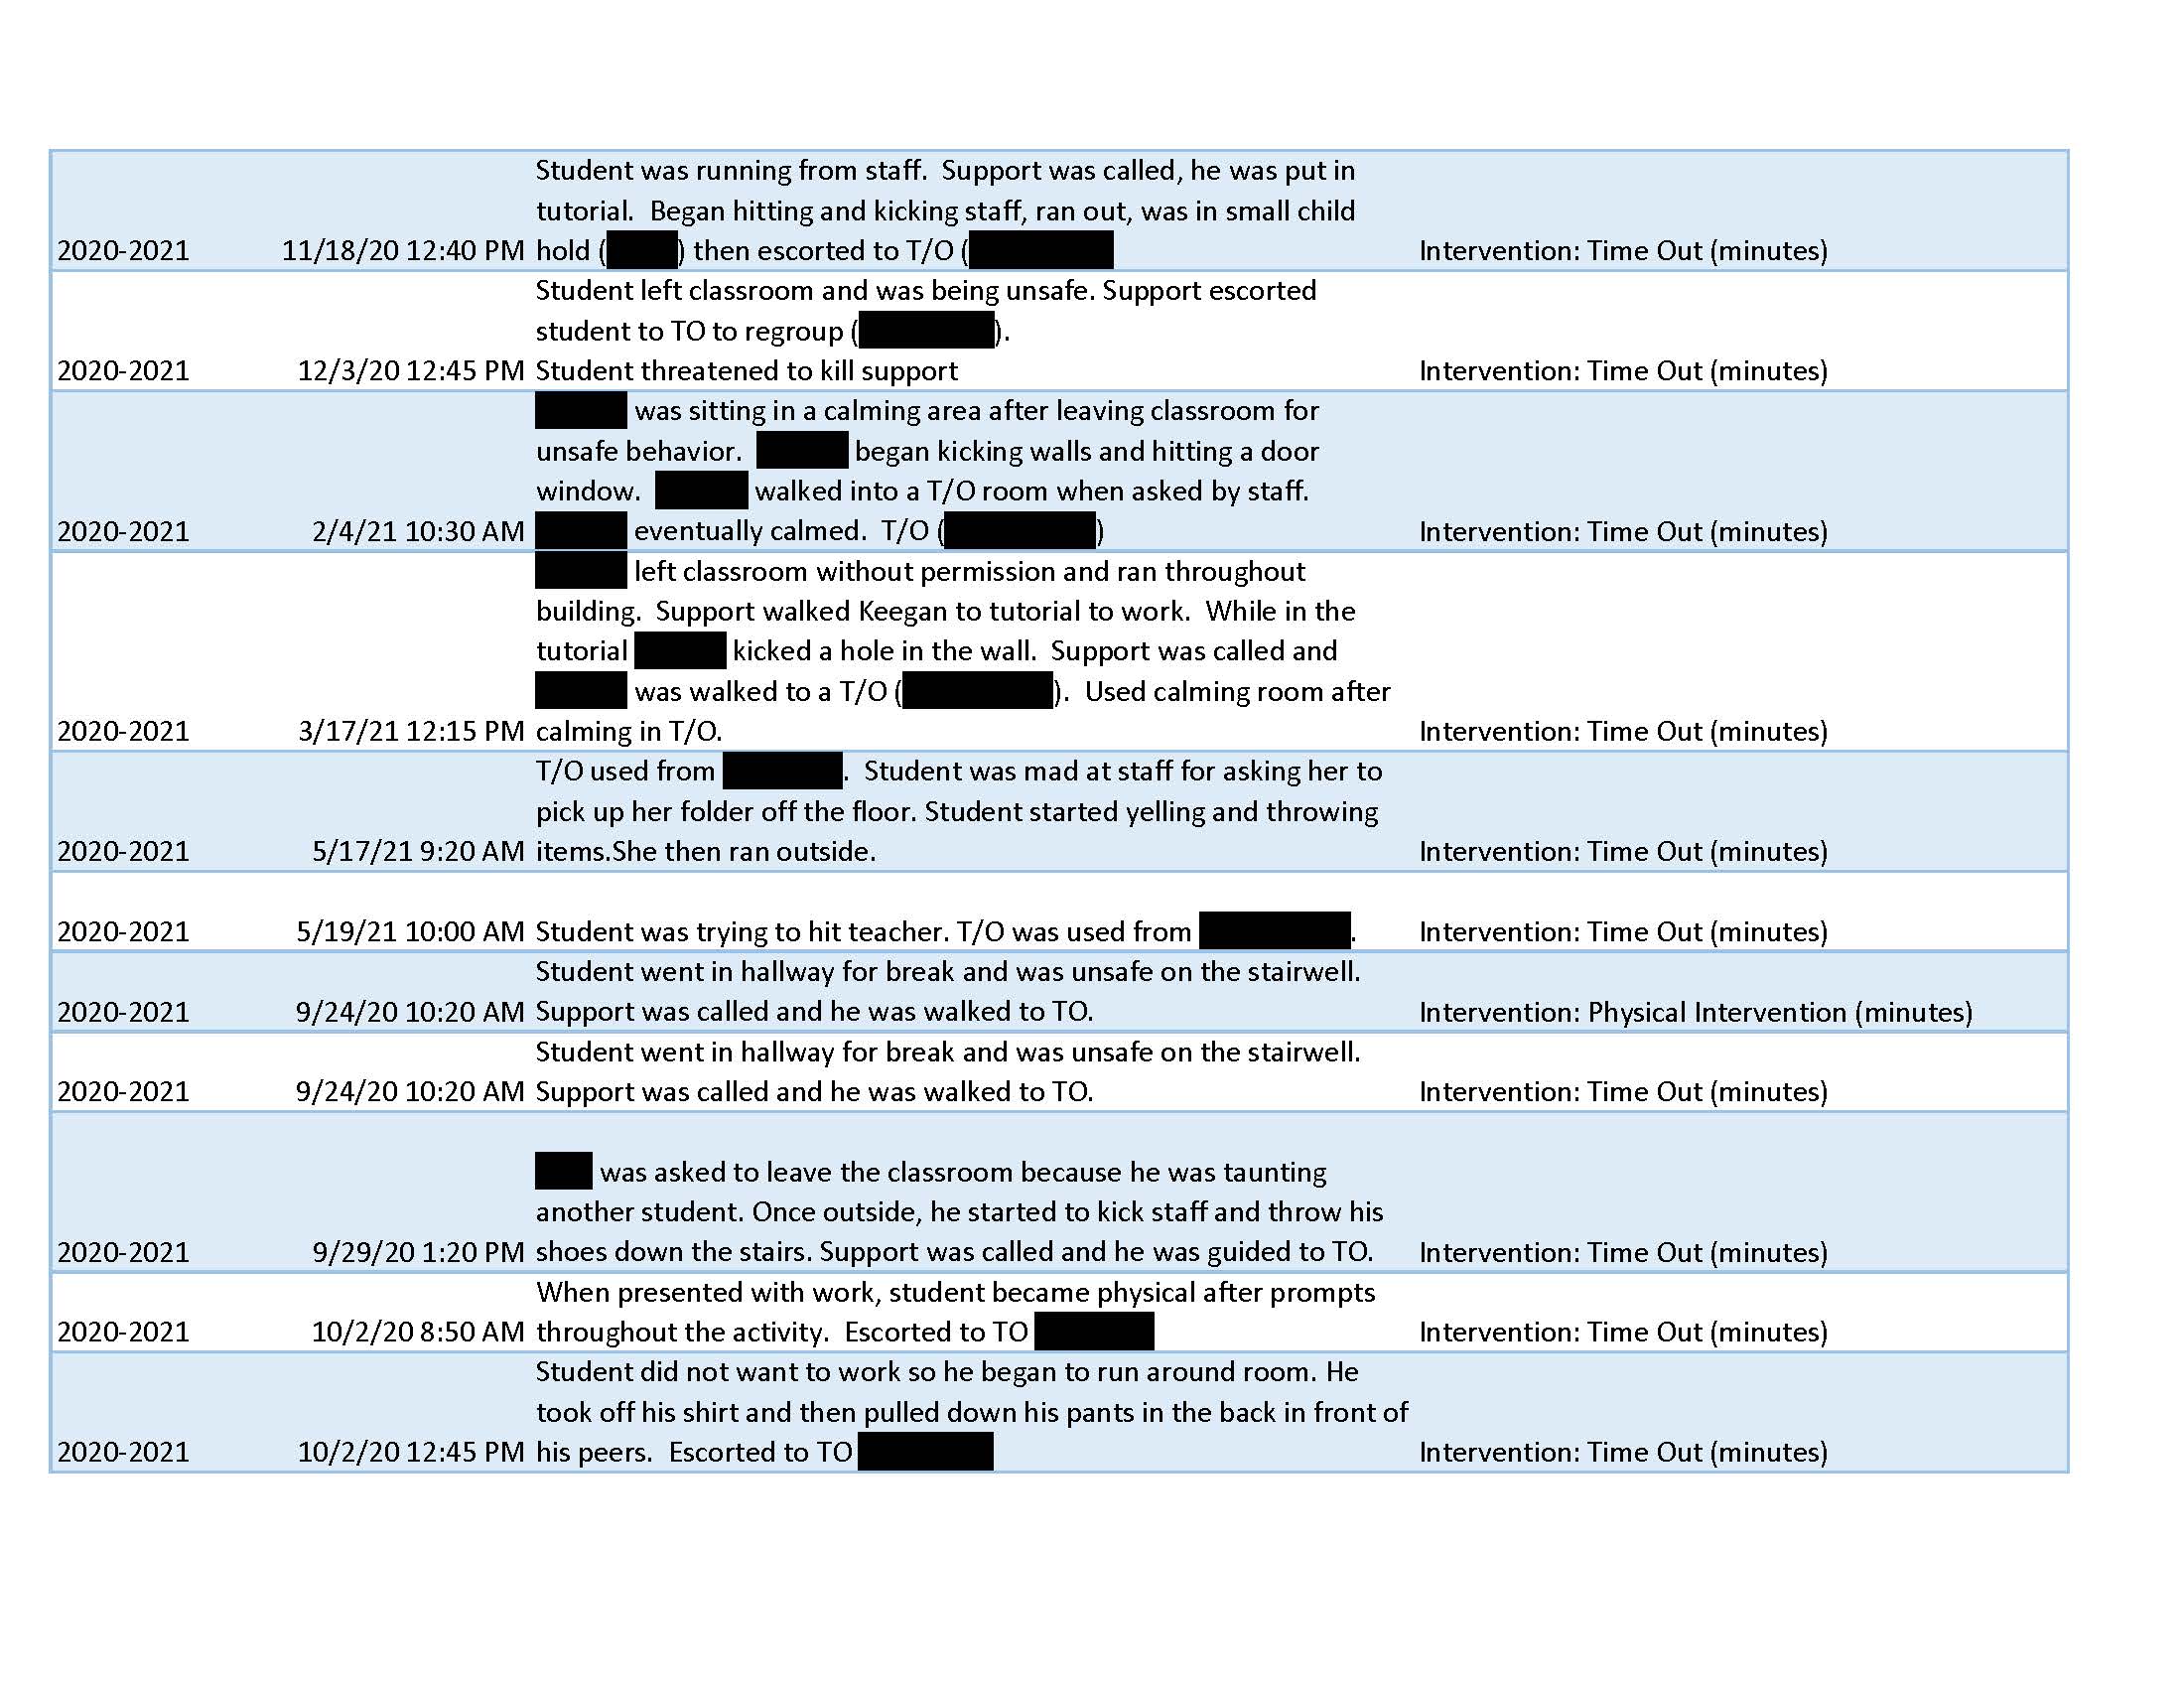 Student was running from staff.  Support was called, he was put in
tutorial.  Began hitting and kicking staff, ran out, was in small child
2020-2021 11/18/20 12:40 PM hold ( ) then escorted to T/O ( Intervention: Time Out (minutes)
Student left classroom and was being unsafe. Support escorted
student to TO to regroup ( ).
2020-2021 12/3/20 12:45 PM Student threatened to kill support Intervention: Time Out (minutes)
was sitting in a calming area after leaving classroom for
unsafe behavior. began kicking walls and hitting a door
window. walked into a T/O room when asked by staff.
2020-2021 2/4/21 10:30 AM eventually calmed.  T/O ( ) Intervention: Time Out (minutes)
left classroom without permission and ran throughout
building.  Support walked Keegan to tutorial to work.  While in the
tutorial kicked a hole in the wall.  Support was called and
was walked to a T/O ( ).  Used calming room after
2020-2021 3/17/21 12:15 PM calming in T/O. Intervention: Time Out (minutes)
T/O used from .  Student was mad at staff for asking her to
pick up her folder off the floor. Student started yelling and throwing
2020-2021 5/17/21 9:20 AM items.She then ran outside. Intervention: Time Out (minutes)
2020-2021 5/19/21 10:00 AM Student was trying to hit teacher. T/O was used from . Intervention: Time Out (minutes)
Student went in hallway for break and was unsafe on the stairwell.
2020-2021 9/24/20 10:20 AM Support was called and he was walked to TO. Intervention: Physical Intervention (minutes)
Student went in hallway for break and was unsafe on the stairwell.
2020-2021 9/24/20 10:20 AM Support was called and he was walked to TO. Intervention: Time Out (minutes)
was asked to leave the classroom because he was taunting
another student. Once outside, he started to kick staff and throw his
2020-2021 9/29/20 1:20 PM shoes down the stairs. Support was called and he was guided to TO. Intervention: Time Out (minutes)
When presented with work, student became physical after prompts
2020-2021 10/2/20 8:50 AM throughout the activity.  Escorted to TO Intervention: Time Out (minutes)
Student did not want to work so he began to run around room. He
took off his shirt and then pulled down his pants in the back in front of
2020-2021 10/2/20 12:45 PM his peers.  Escorted to TO Intervention: Time Out (minutes)